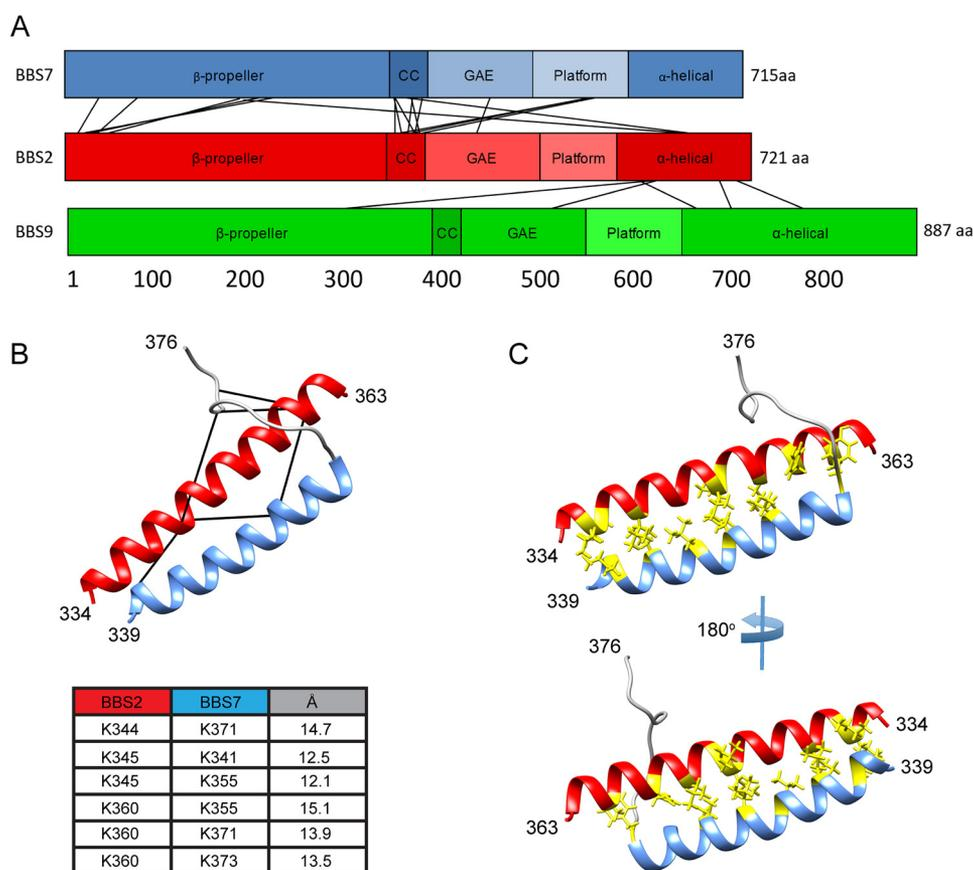 A
BBS7 β-propeller CC GAE Platform α-helical 715aa
BBS2 β-propeller CC GAE Platform α-helical 721 aa
BBS9 β-propeller CC GAE Platform α-helical 887 aa
1 100 200 300 400 500 600 700 800
B
376
363
334
339
BBS2 BBS7 Å
K344 K371 14.7
K345 K341 12.5
K345 K355 12.1
K360 K355 15.1
K360 K371 13.9
K360 K373 13.5
C
376
363
334
339
180º
376
334
339
363